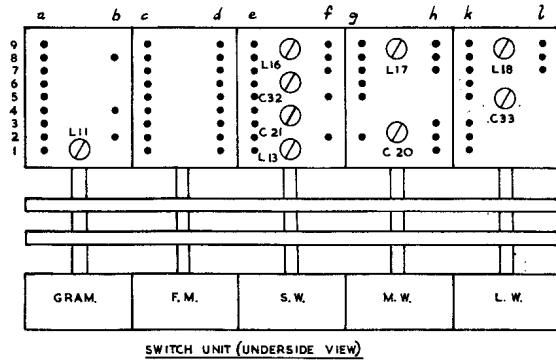 a b c d e f g h k l
9
8
7 L16 L17 L18
6
5 C32 C33
4
3 C21
2 L11 C20
1 L13
GRAM. F.M. S.W. M.W. L.W.
SWITCH UNIT (UNDERSIDE VIEW)